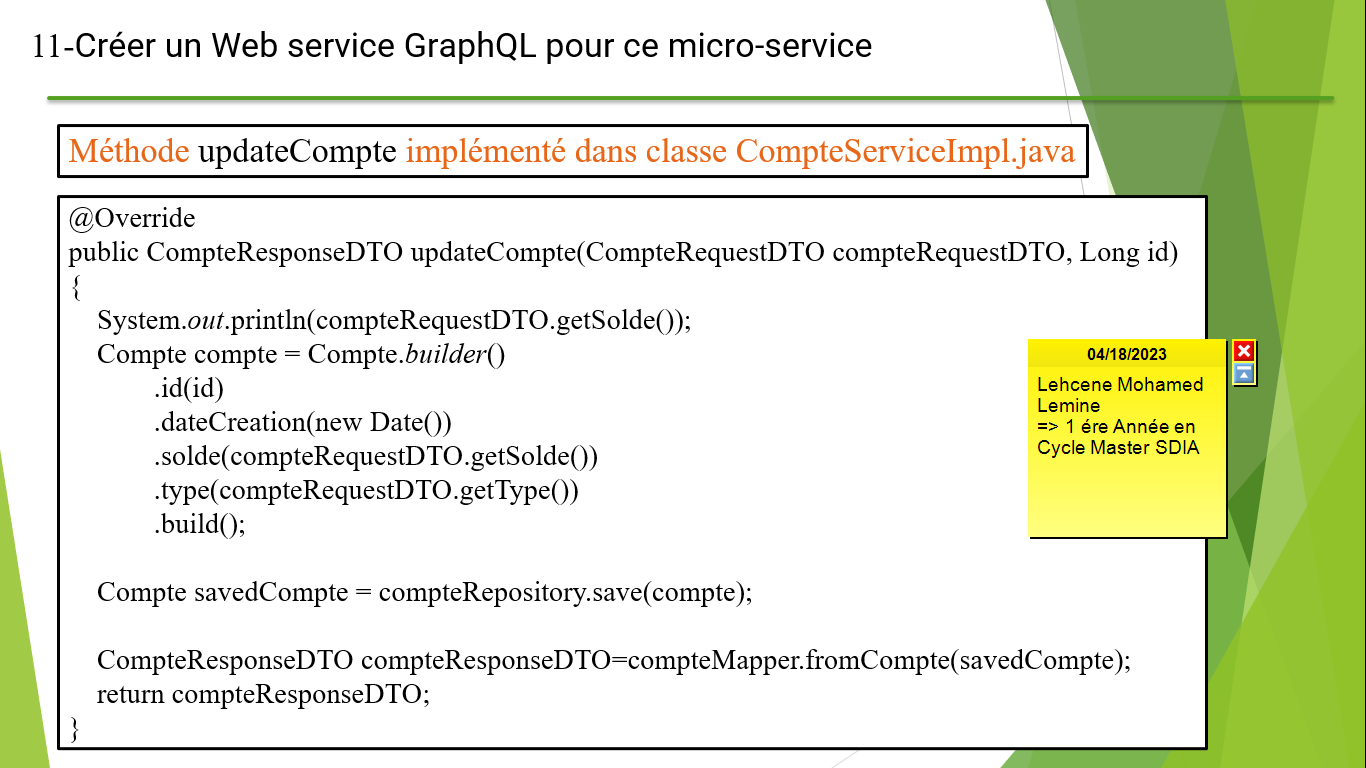 11-Créer un Web service GraphQL pour ce micro-service
Méthode updateCompte implémenté dans classe CompteServiceImpl.java
@Override
public CompteResponseDTO updateCompte(CompteRequestDTO compteRequestDTO, Long id)
{
System.out.println(compteRequestDTO.getSolde());
Compte compte = Compte.builder()
.id(id)
.dateCreation(new Date())
.solde(compteRequestDTO.getSolde())
.type(compteRequestDTO.getType())
.build();
Compte savedCompte = compteRepository.save(compte);
CompteResponseDTO compteResponseDTO=compteMapper.fromCompte(savedCompte);
return compteResponseDTO;
}
04/18/2023
Lehcene Mohamed
Lemine
=> 1 ére Année en
Cycle Master SDIA